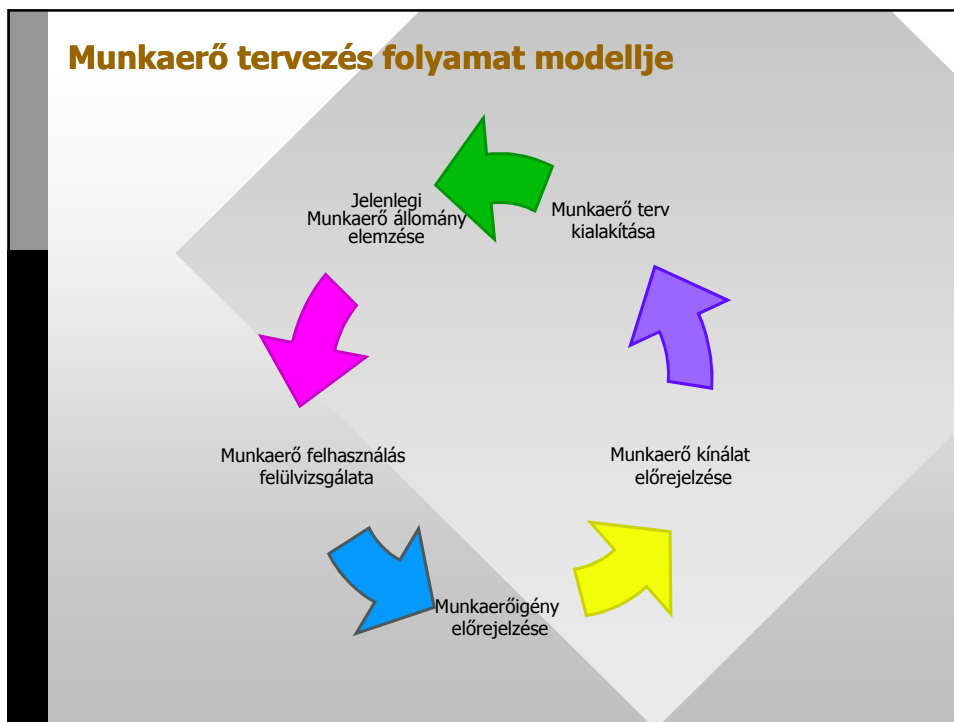 Munkaerő tervezés folyamat modellje
Jelenlegi
Munkaerő állomány
elemzése
Munkaerő terv
kialakítása
Munkaerő felhasználás
felülvizsgálata
Munkaerő kínálat
előrejelzése
Munkaerőigény
előrejelzése